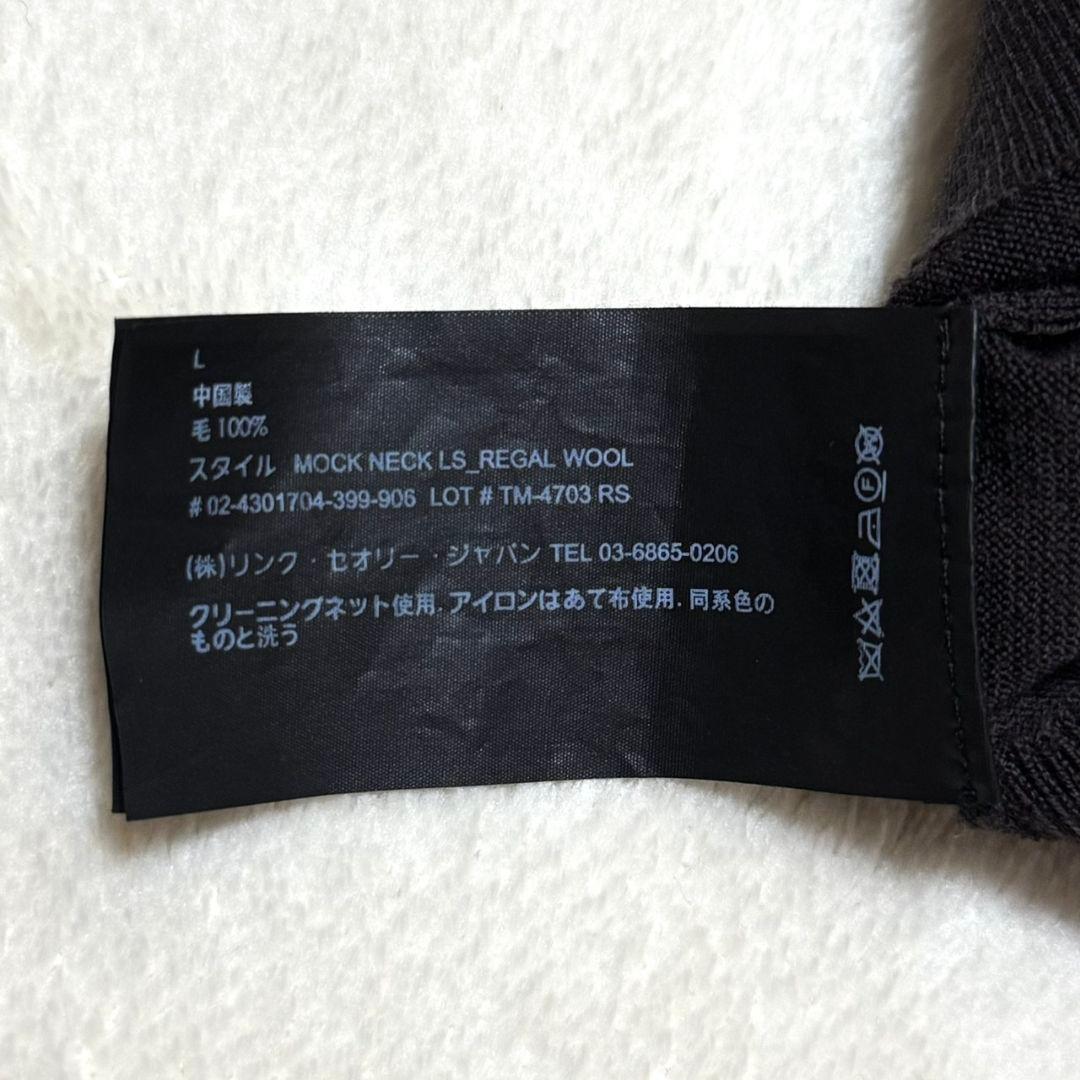 L
中国製
毛 100%
スタイル MOCK NECK LS_REGAL WOOL
# 02-4301704-399-906 LOT # TM-4703 RS
(株)リンク・セオリー・ジャパン TEL 03-6865-0206
クリーニングネット使用. アイロンはあて布使用. 同系色の
ものと洗う
F